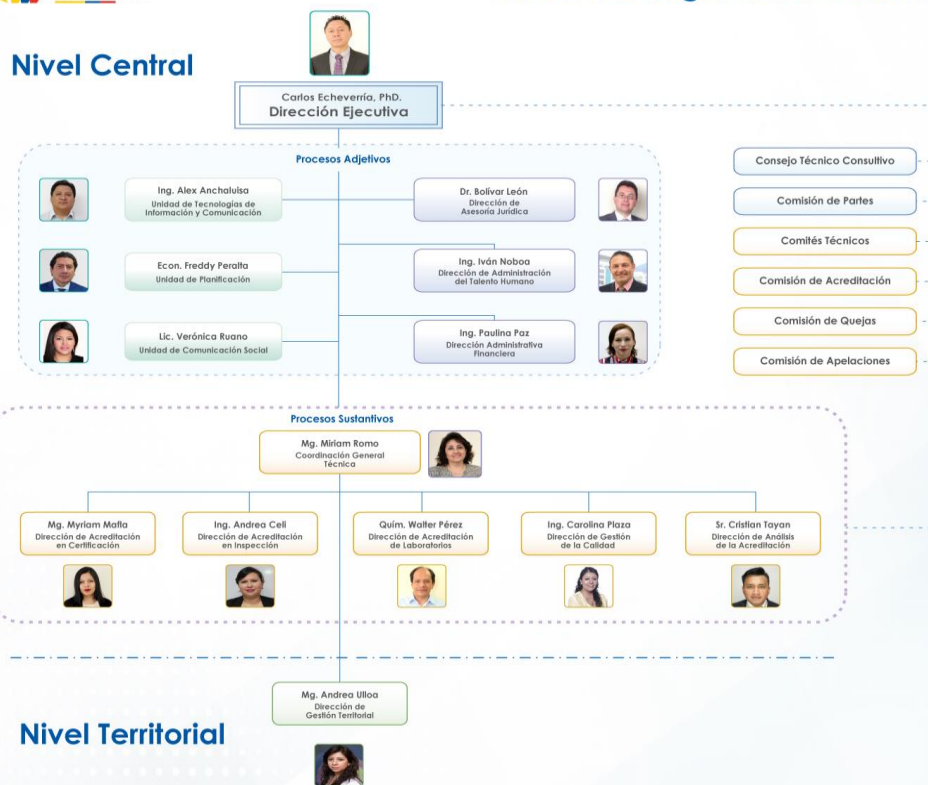 Nivel Central
Carlos Echeverría, PhD.
Dirección Ejecutiva
Procesos Adjetivos
Ing. Alex Anchaluisa
Unidad de Tecnologías de
Información y Comunicación
Dr. Bolívar León
Dirección de
Asesoría Jurídica
Econ. Freddy Peralta
Unidad de Planificación
Ing. Iván Noboa
Dirección de Administración
del Talento Humano
Lic. Verónica Ruano
Unidad de Comunicación Social
Ing. Paulina Paz
Dirección Administrativa
Financiera
Consejo Técnico Consultivo
Comisión de Partes
Comités Técnicos
Comisión de Acreditación
Comisión de Quejas
Comisión de Apelaciones
Procesos Sustantivos
Mg. Miriam Romo
Coordinación General
Técnica
Mg. Myriam Mafla
Dirección de Acreditación
en Certificación
Ing. Andrea Celi
Dirección de Acreditación
en Inspección
Quím. Walter Pérez
Dirección de Acreditación
de Laboratorios
Ing. Carolina Plaza
Dirección de Gestión
de la Calidad
Sr. Cristian Tayan
Dirección de Análisis
de la Acreditación
Mg. Andrea Ulloa
Dirección de
Gestión Territorial
Nivel Territorial